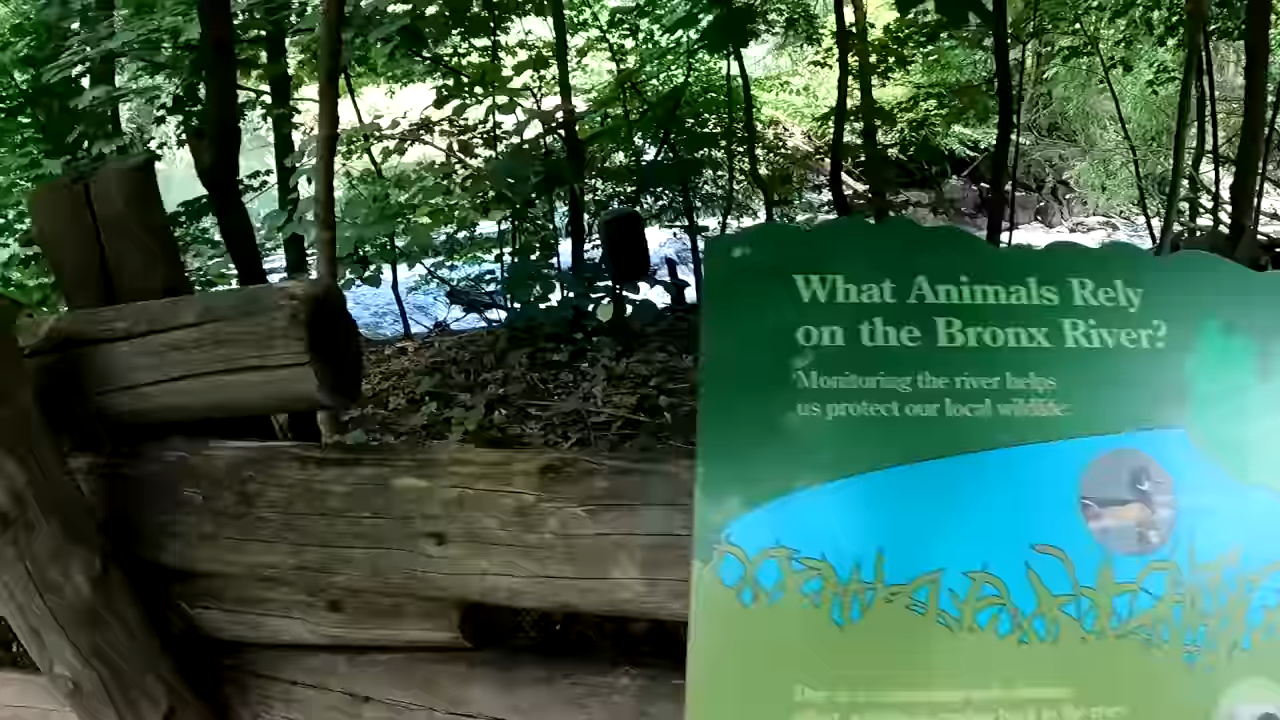 What Animals Rely
on the Bronx River?
Monitoring the river helps
us protect our local wildlife.